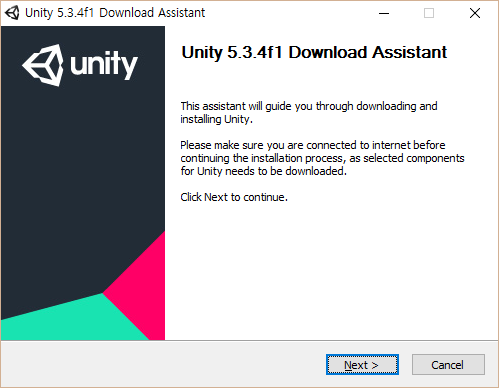 Unity 5.3.4f1 Download Assistant
unity
Unity 5.3.4f1 Download Assistant
This assistant will guide you through downloading and
installing Unity.
Please make sure you are connected to internet before
continuing the installation process, as selected components
for Unity needs to be downloaded.
Click Next to continue.
Next >
Cancel